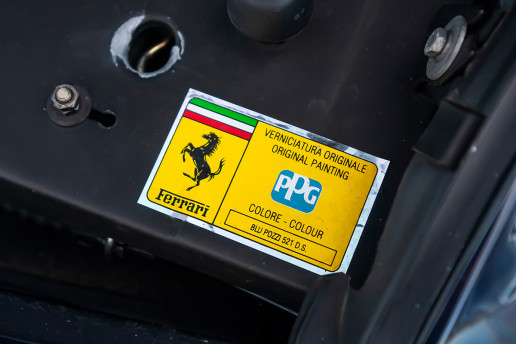 Ferrari
VERNICIATURA ORIGINALE
ORIGINAL PAINTING
PPG
COLORE - COLOUR
BLU POZZI 521 D.S.